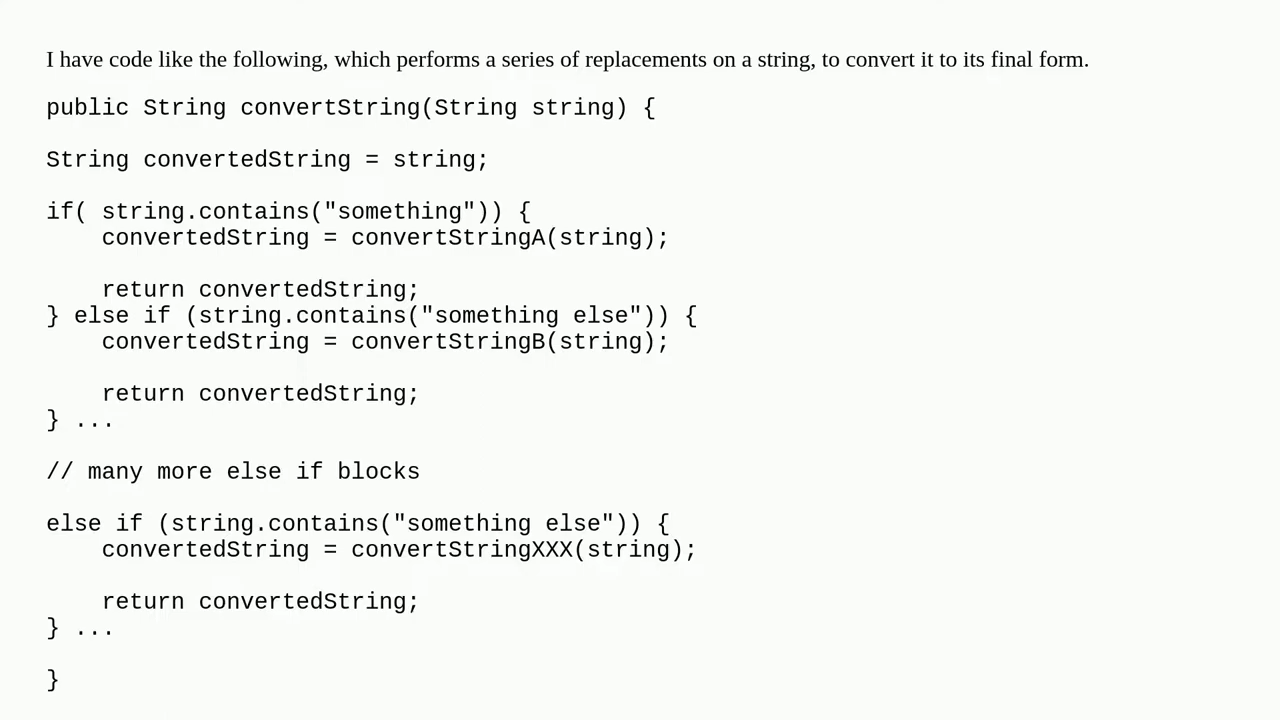 I have code like the following, which performs a series of replacements on a string, to convert it to its final form.
public String convertString(String string) {
String convertedString = string;
if( string.contains("something")) {
    convertedString = convertStringA(string);
    return convertedString;
} else if (string.contains("something else")) {
    convertedString = convertStringB(string);
    return convertedString;
} ...
// many more else if blocks
else if (string.contains("something else")) {
    convertedString = convertStringXXX(string);
    return convertedString;
} ...
}